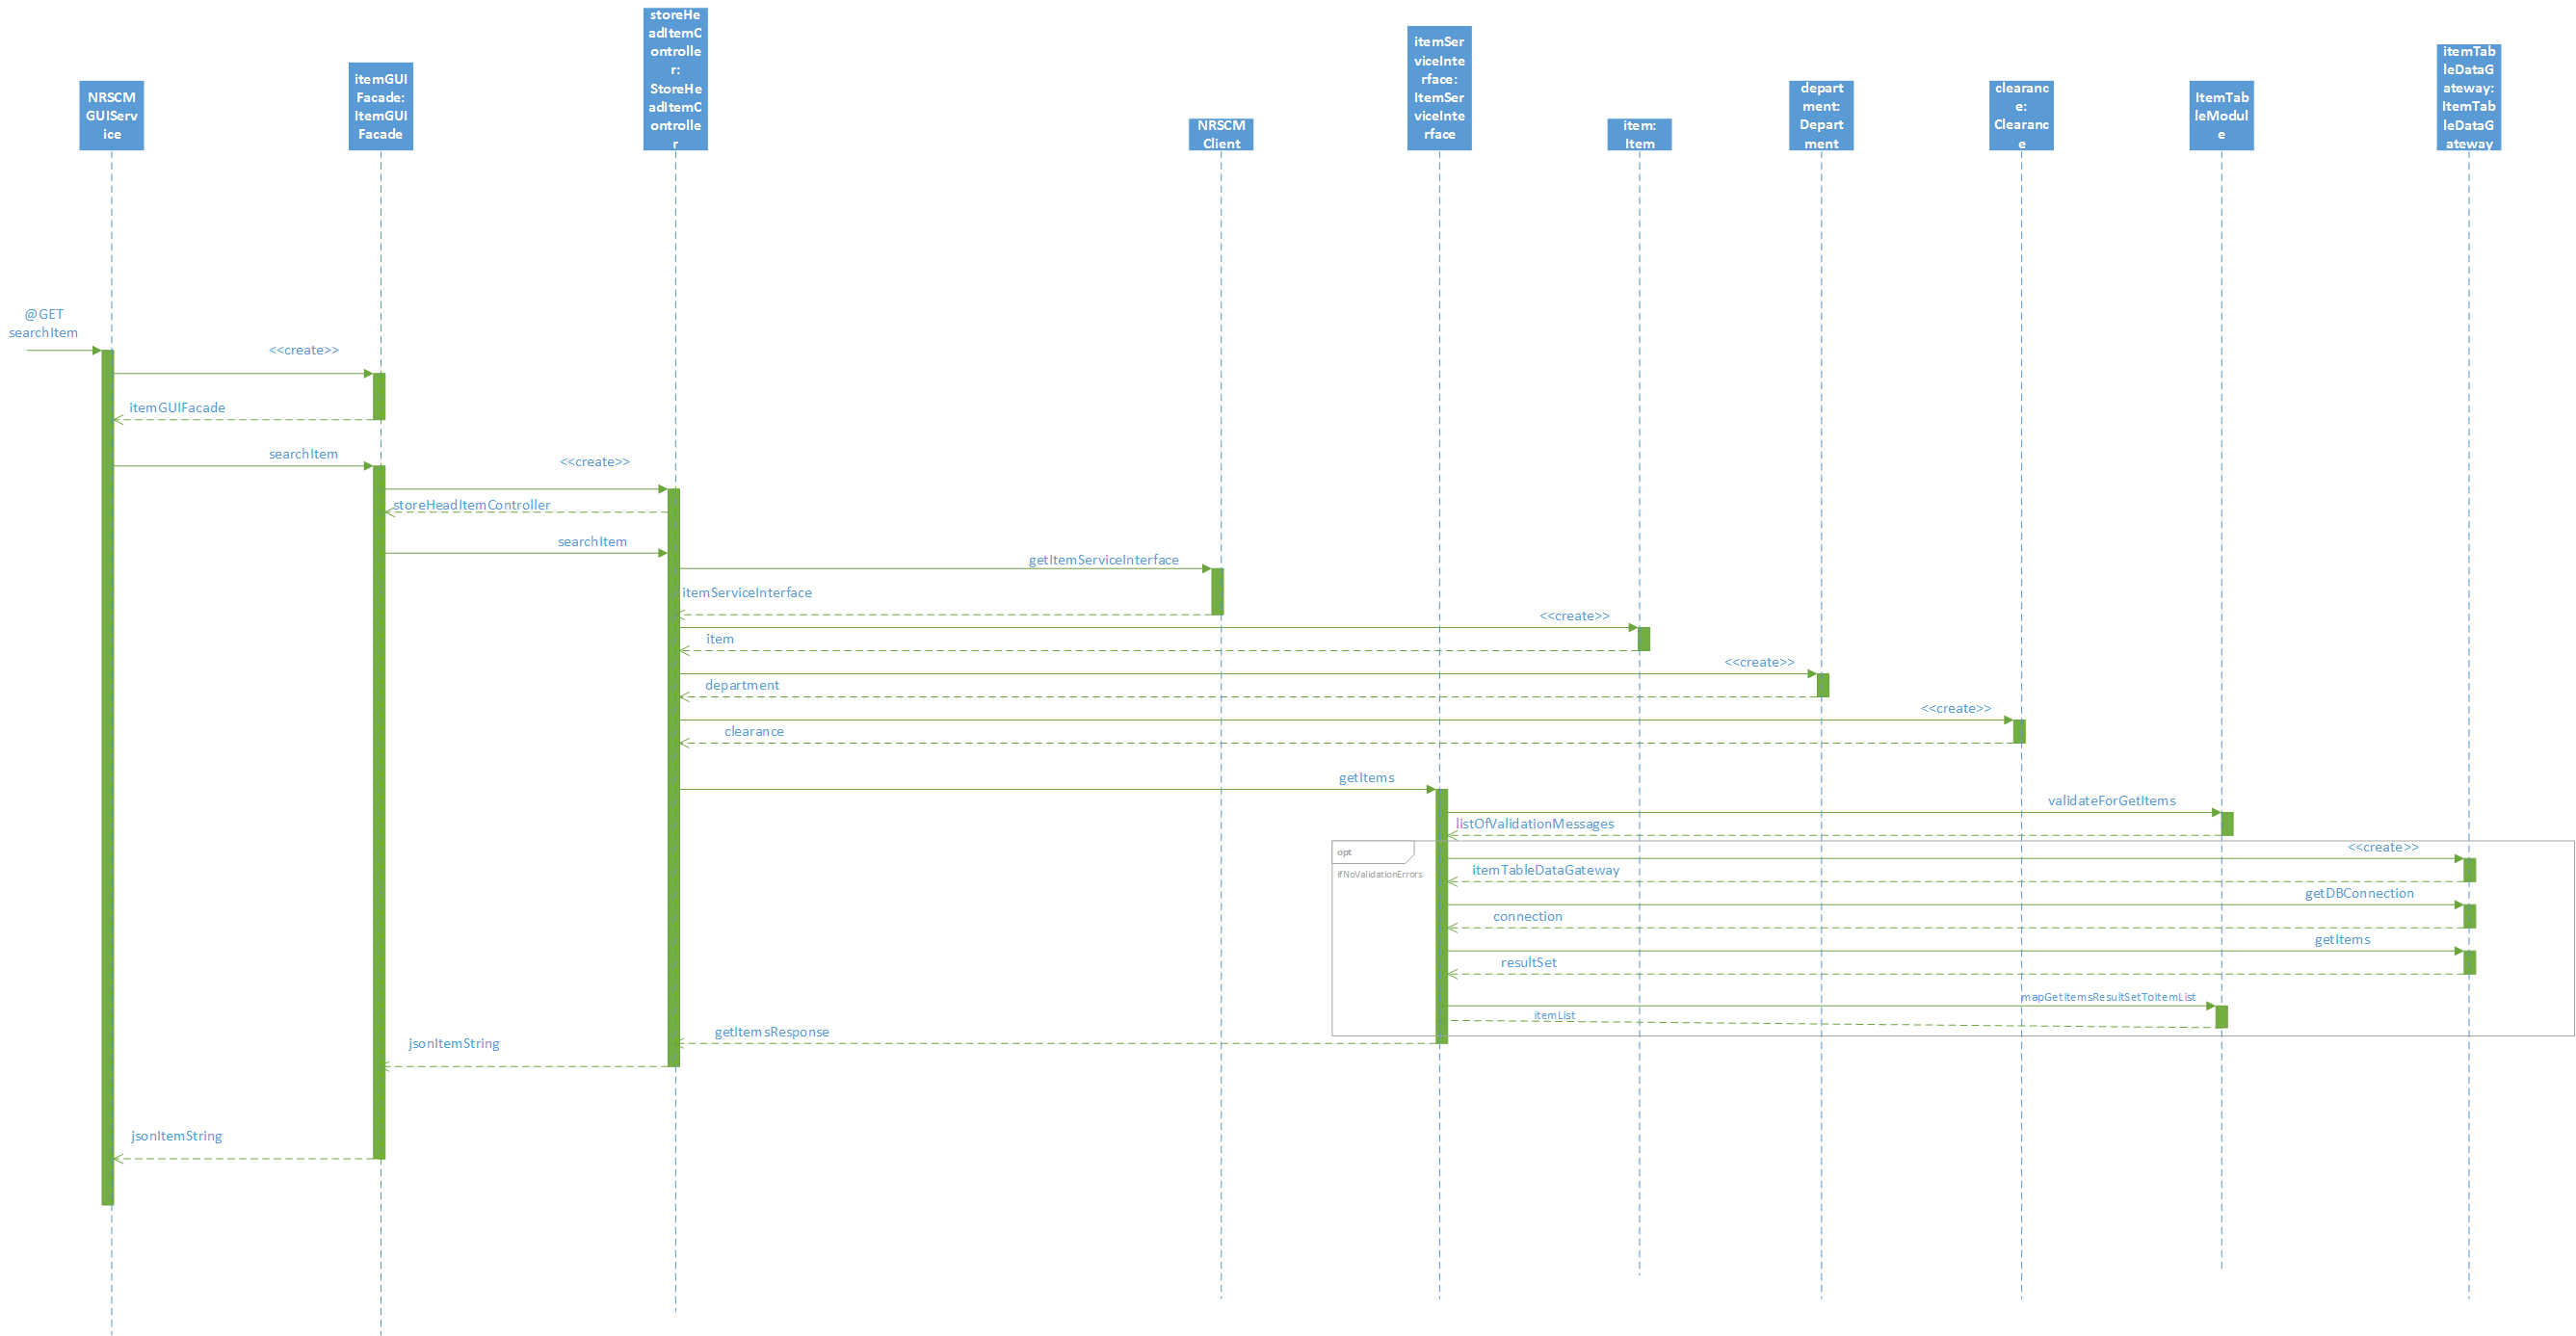 NRSCM
GUIServ
ice
itemGUI
Facade:
ItemGUI
Facade
storeHe
adItemC
ontrolle
r:
StoreHe
adItemC
ontrolle
r
NRSCM
Client
itemSer
viceInte
rface:
ItemSer
viceInte
rface
item:
Item
depart
ment:
Depart
ment
clearanc
e:
Clearanc
e
ItemTab
leModul
e
itemTab
leDataG
ateway:
ItemTab
leDataG
ateway
@GET
searchItem
<<create>>
itemGUIFacade
searchItem
<<create>>
storeHeadItemController
searchItem
getItemServiceInterface
itemServiceInterface
<<create>>
item
<<create>>
department
<<create>>
clearance
getItems
validateForGetItems
listOfValidationMessages
opt
ifNoValidationErrors
<<create>>
itemTableDataGateway
getDBConnection
connection
getItems
resultSet
mapGetItemsResultSetToItemList
itemList
getItemsResponse
jsonItemString
jsonItemString